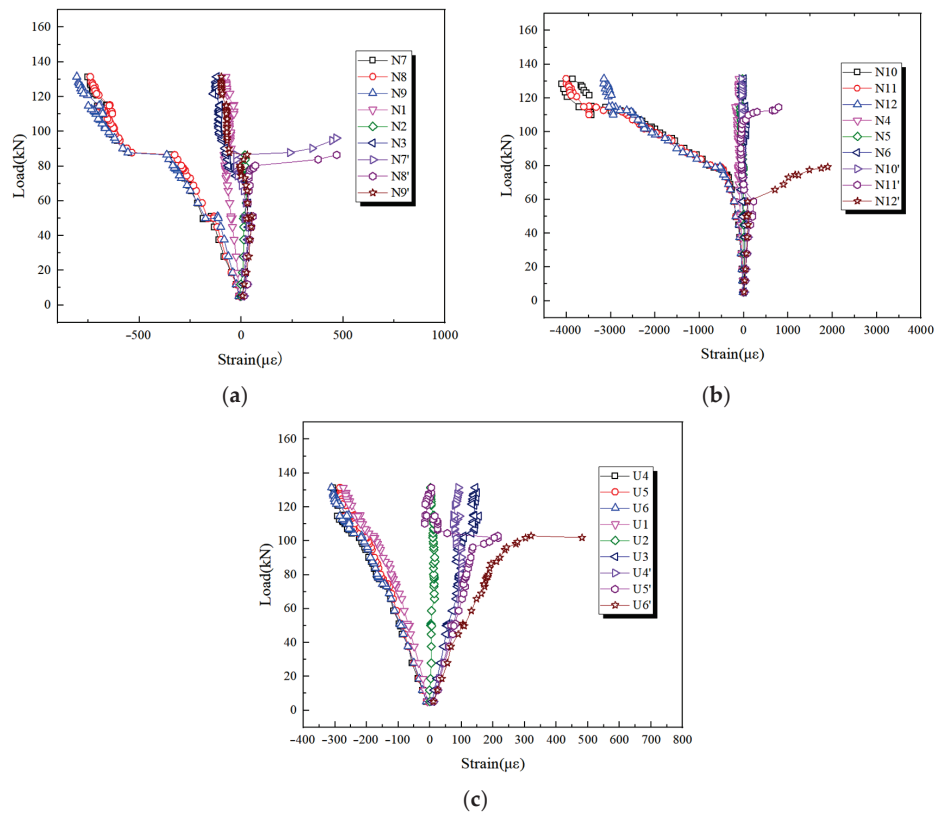 160
140
120
100
80
60
40
20
0
Load(kN)
-500
0
500
1000
Strain(με)
N7
N8
N9
N1
N2
N3
N7'
N8'
N9'
(a)
160
140
120
100
80
60
40
20
0
Load(kN)
-4000
-3000
-2000
-1000
0
1000
2000
3000
4000
Strain(με)
N10
N11
N12
N4
N5
N6
N10'
N11'
N12'
(b)
160
140
120
100
80
60
40
20
0
Load(kN)
-400
-300
-200
-100
0
100
200
300
400
500
600
700
800
Strain(με)
U4
U5
U6
U1
U2
U3
U4'
U5'
U6'
(c)